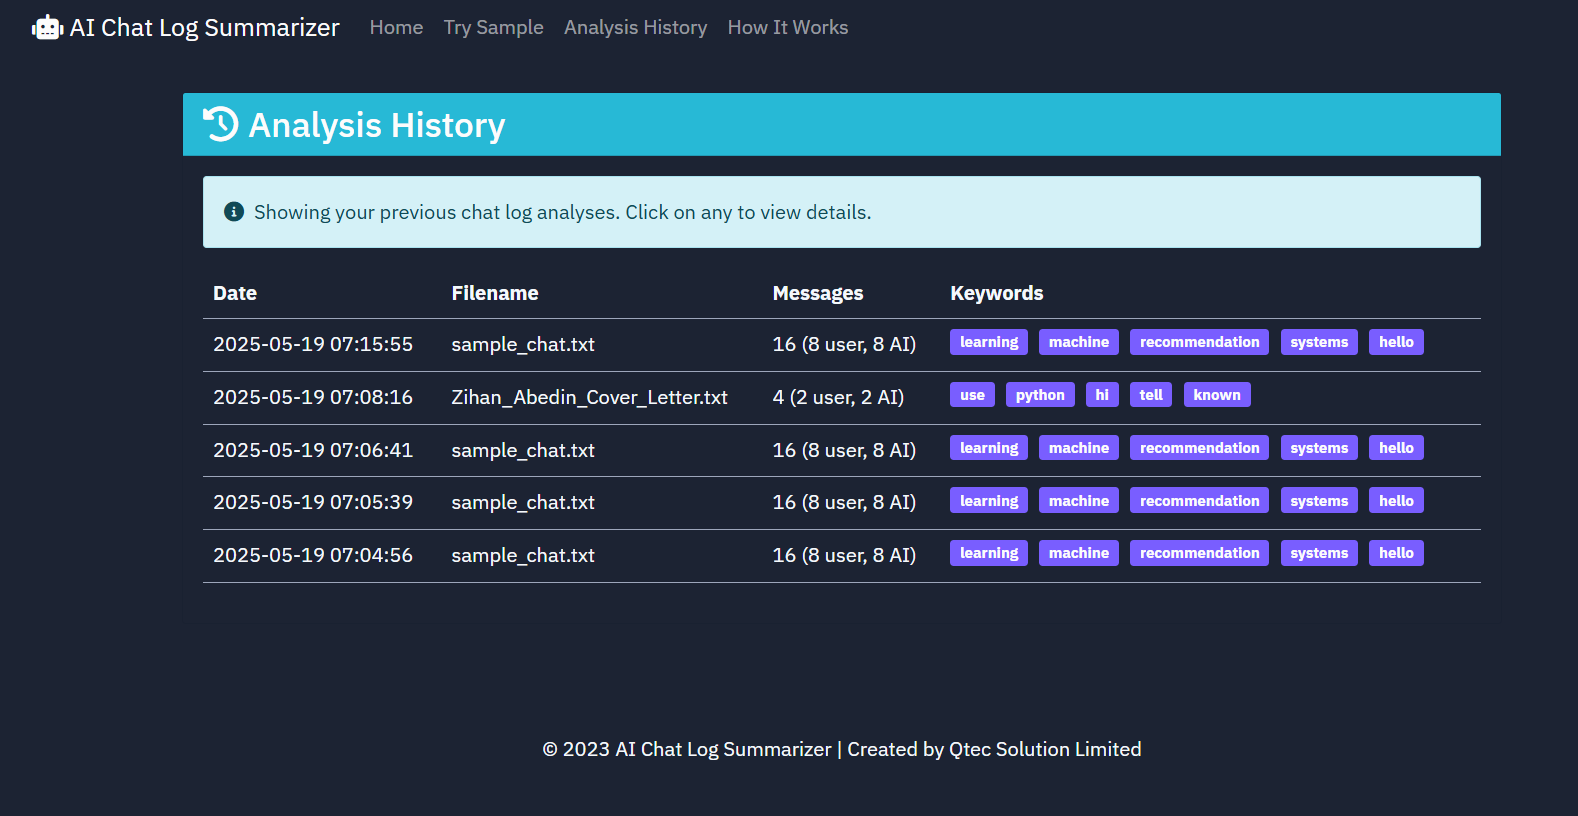 AI Chat Log Summarizer Home Try Sample Analysis History How It Works
Analysis History
Showing your previous chat log analyses. Click on any to view details.
Date Filename Messages Keywords
2025-05-19 07:15:55 sample_chat.txt 16 (8 user, 8 AI) learning machine recommendation systems hello
2025-05-19 07:08:16 Zihan_Abedin_Cover_Letter.txt 4 (2 user, 2 AI) use python hi tell known
2025-05-19 07:06:41 sample_chat.txt 16 (8 user, 8 AI) learning machine recommendation systems hello
2025-05-19 07:05:39 sample_chat.txt 16 (8 user, 8 AI) learning machine recommendation systems hello
2025-05-19 07:04:56 sample_chat.txt 16 (8 user, 8 AI) learning machine recommendation systems hello
© 2023 AI Chat Log Summarizer | Created by Qtec Solution Limited